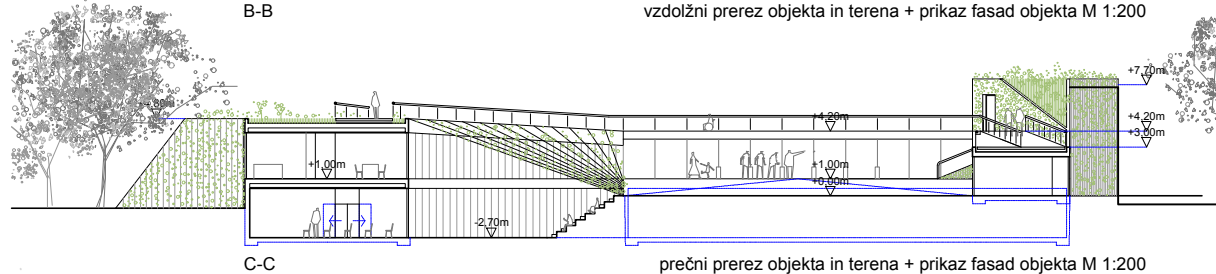 B-B
vzdolžni prerez objekta in terena + prikaz fasad objekta M 1:200
+7,70m
+4,20m
+4,20m
+3,00m
+1,00m
+1,00m
+0,00m
-2,70m
C-C
prečni prerez objekta in terena + prikaz fasad objekta M 1:200